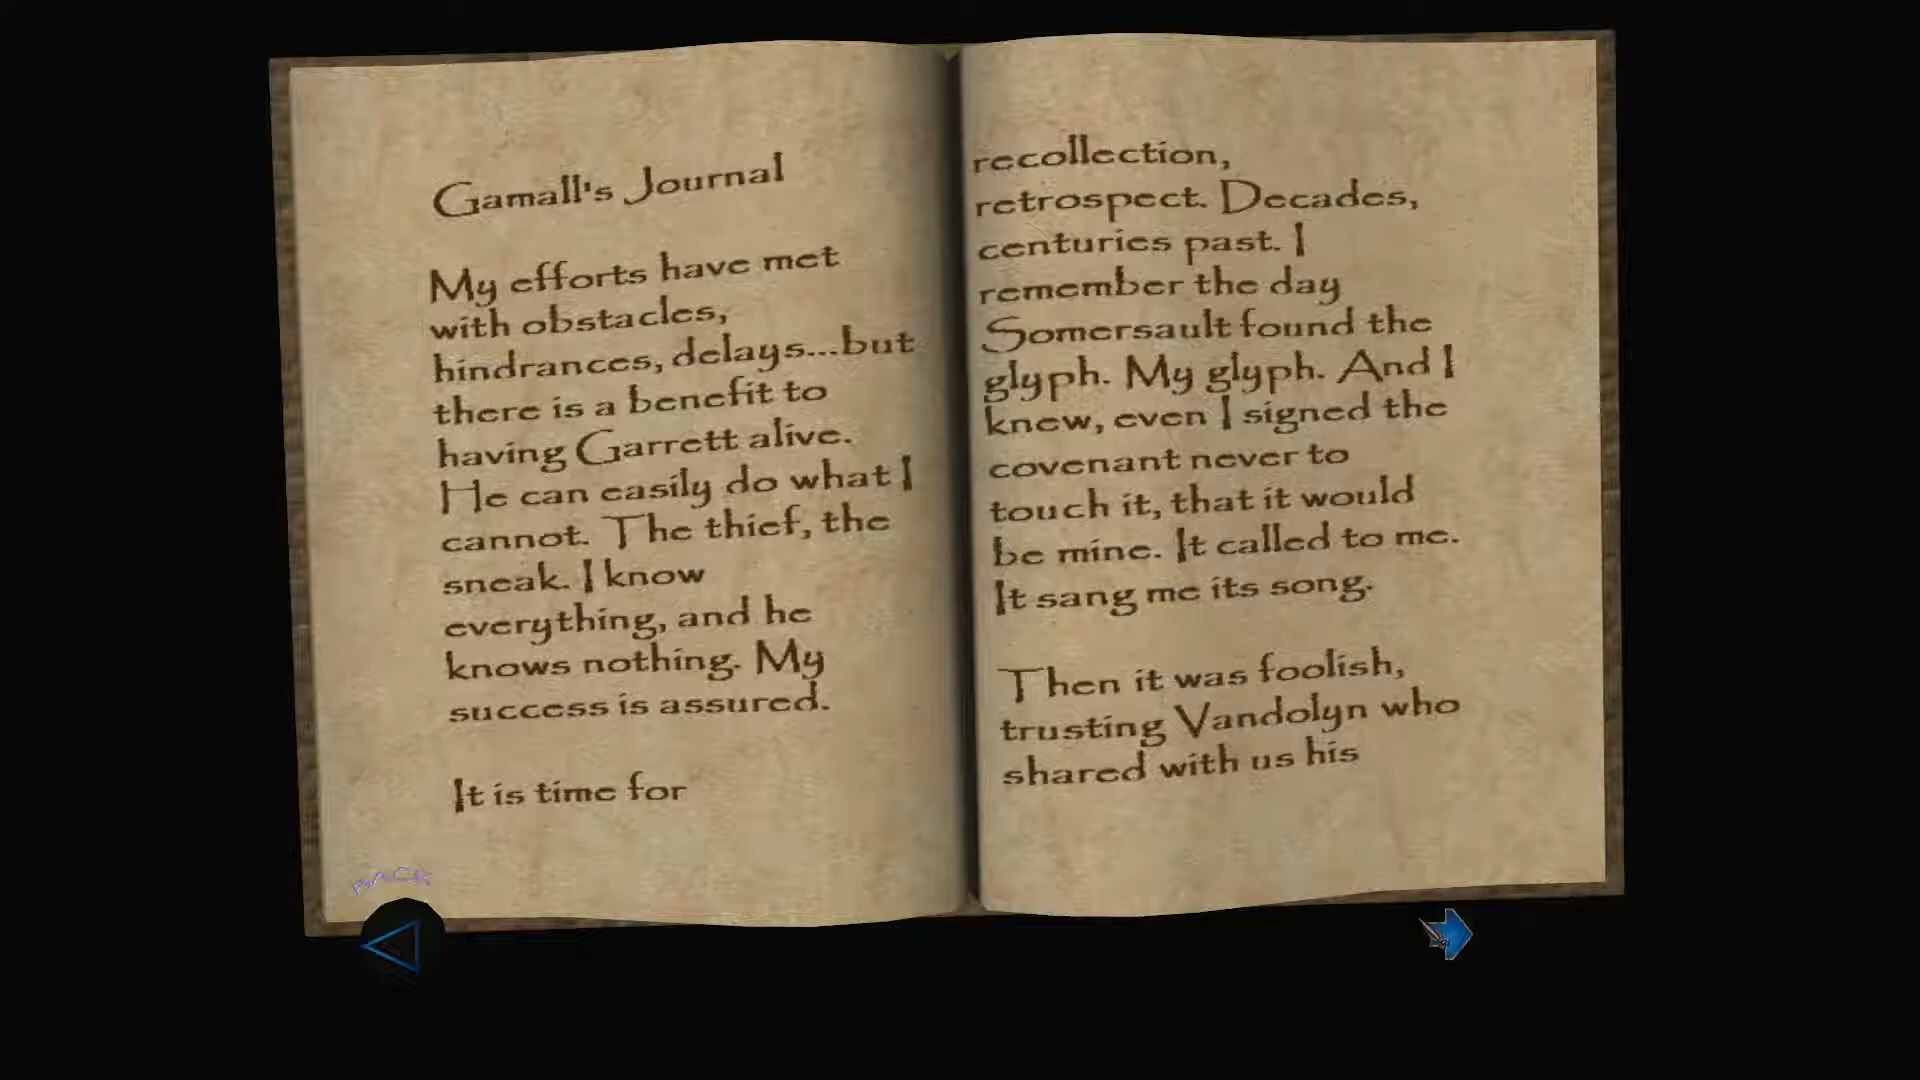 Gamall's Journal
My efforts have met
with obstacles,
hindrances, delays...but
there is a benefit to
having Garrett alive.
He can easily do what I
cannot. The thief, the
sneak. I know
everything, and he
knows nothing. My
success is assured.
It is time for
BACK
recollection,
retrospect. Decades,
centuries past. I
remember the day
Somersault found the
glyph. My glyph. And I
knew, even I signed the
covenant never to
touch it, that it would
be mine. It called to me.
It sang me its song.
Then it was foolish,
trusting Vandolyn who
shared with us his